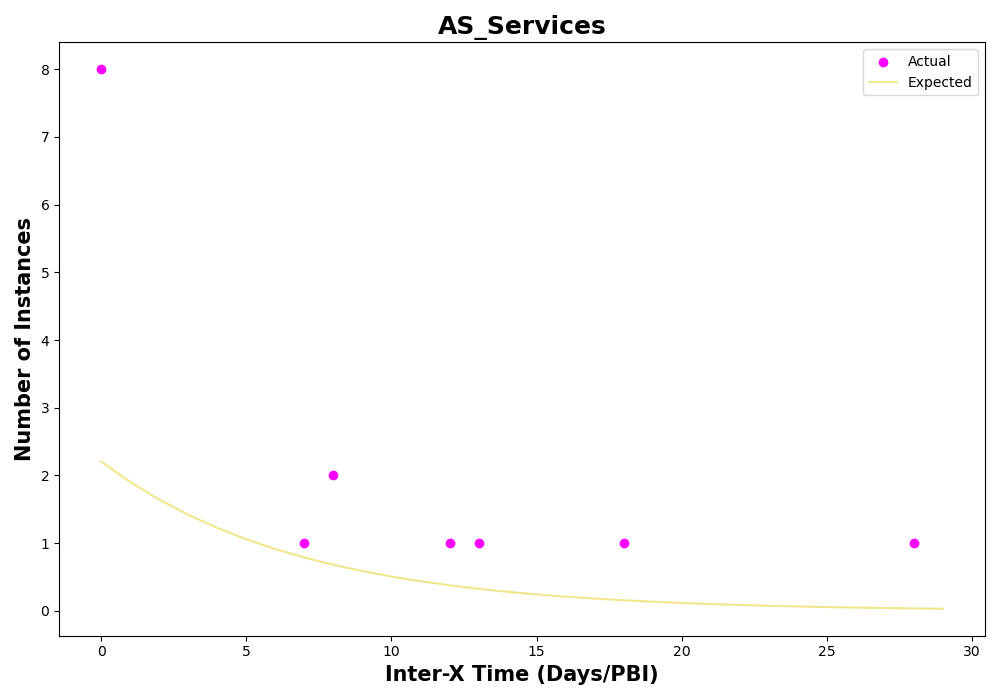 AS_Services
Actual
Expected
Number of Instances
8
7
6
5
4
3
2
1
0
0 5 10 15 20 25 30
Inter-X Time (Days/PBI)